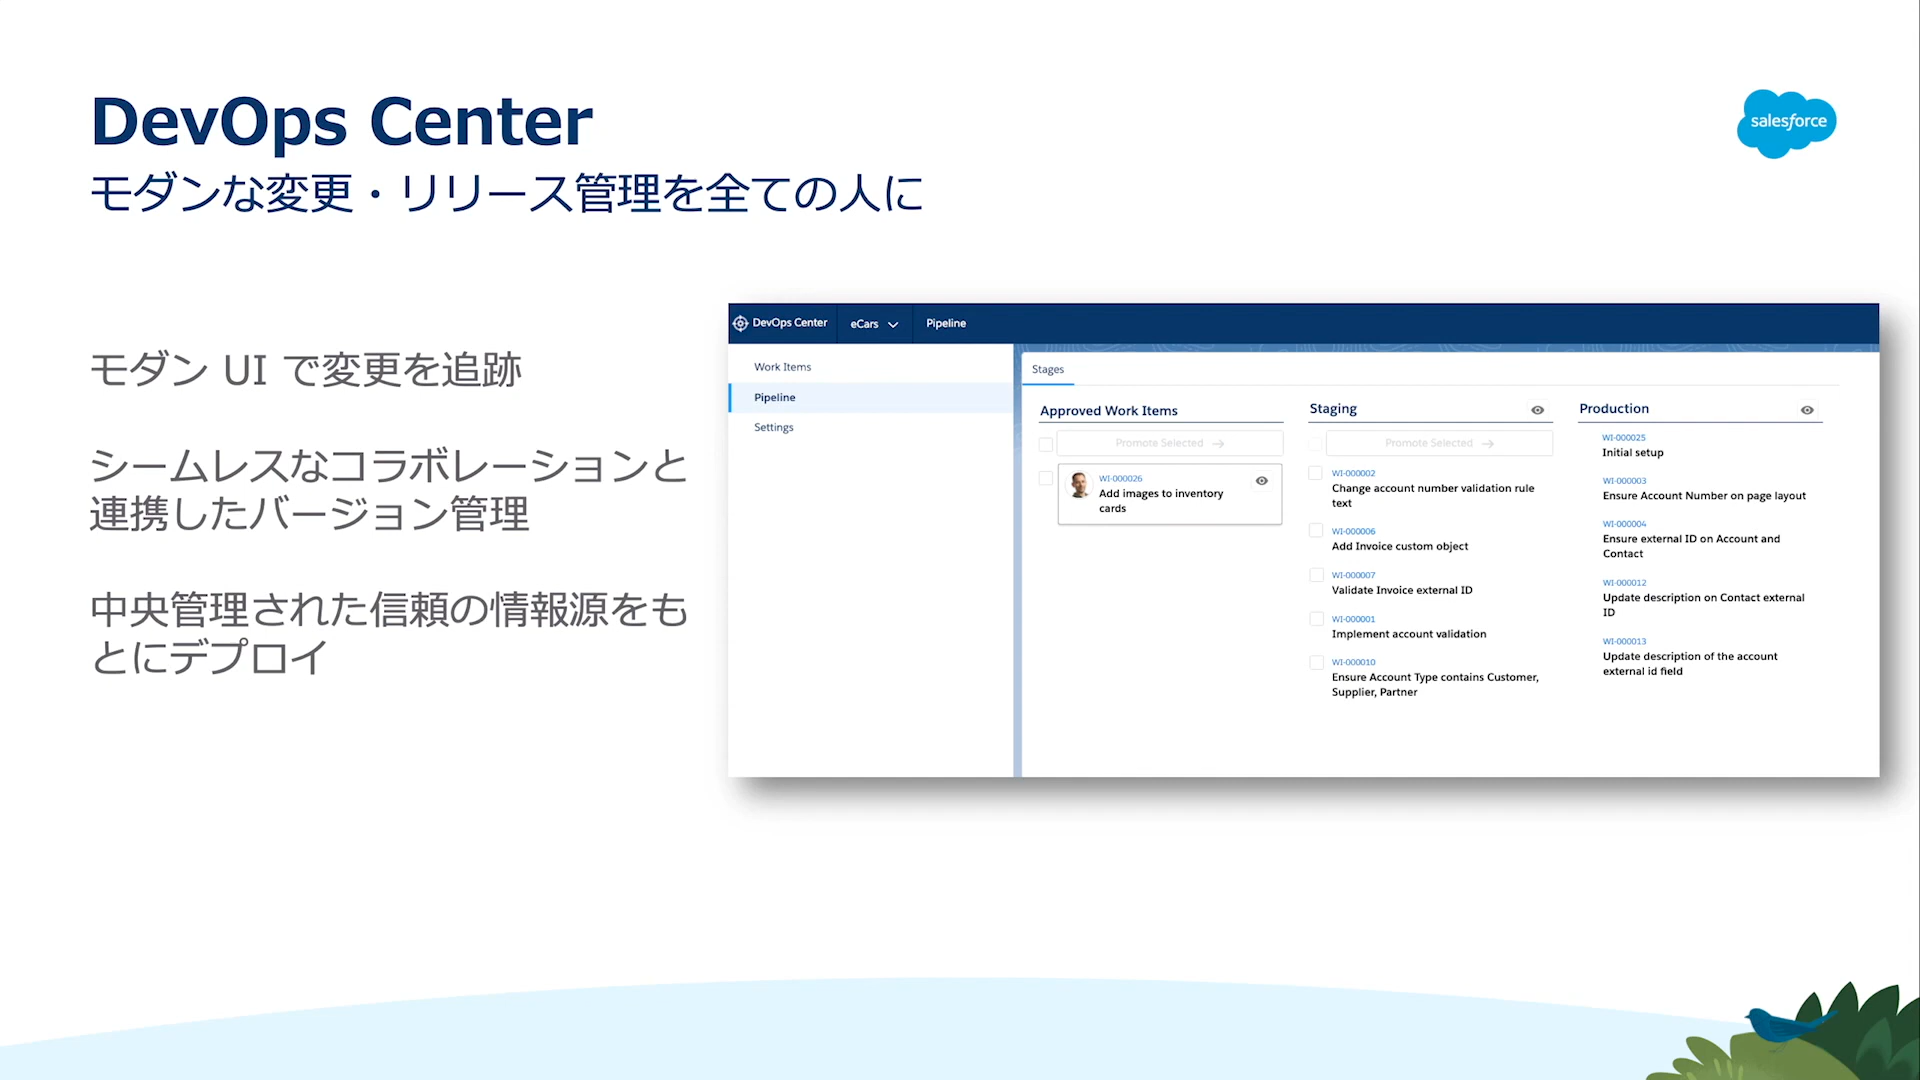 DevOps Center
モダンな変更・リリース管理を全ての人に
salesforce
モダン UI で変更を追跡
シームレスなコラボレーションと
連携したバージョン管理
中央管理された信頼の情報源をも
とにデプロイ
DevOps Center
eCars
Pipeline
Work Items
Pipeline
Settings
Stages
Approved Work Items
Promote Selected
WI-000026
Add images to inventory
cards
Staging
Promote Selected
WI-000002
Change account number validation rule
text
WI-000006
Add Invoice custom object
WI-000007
Validate Invoice external ID
WI-000001
Implement account validation
WI-000010
Ensure Account Type contains Customer,
Supplier, Partner
Production
WI-000025
Initial setup
WI-000003
Ensure Account Number on page layout
WI-000004
Ensure external ID on Account and
Contact
WI-000012
Update description on Contact external
ID
WI-000013
Update description of the account
external id field